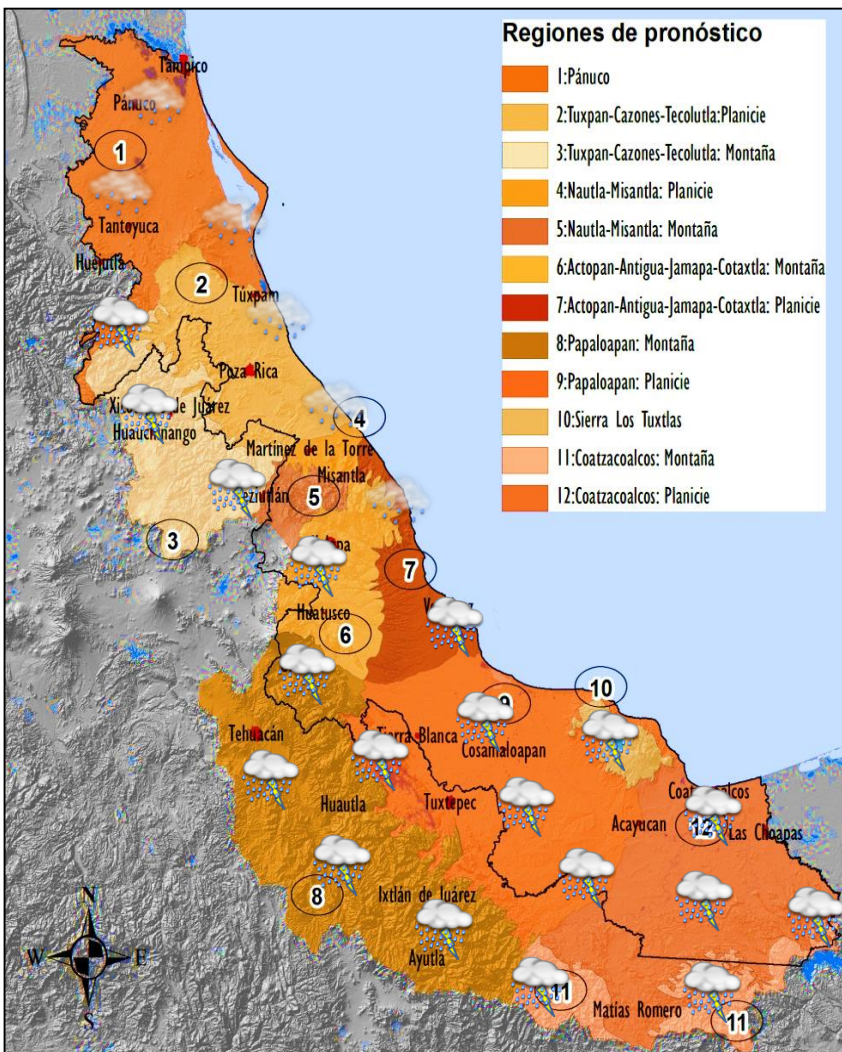 Regiones de pronóstico
1:Pánuco
2:Tuxpan-Cazones-Tecolutla:Planicie
3:Tuxpan-Cazones-Tecolutla: Montaña
4:Nautla-Misantla: Planicie
5:Nautla-Misantla: Montaña
6:Actopan-Antigua-Jamapa-Cotaxtla: Montaña
7:Actopan-Antigua-Jamapa-Cotaxtla: Planicie
8:Papaloapan: Montaña
9:Papaloapan: Planicie
10:Sierra Los Tuxtlas
11:Coatzacoalcos: Montaña
12:Coatzacoalcos: Planicie
Tampico
Pánuco
1
Tantoyuca
Huejutla
2
Túxpam
Poza Rica
de Juárez
4
Martínez de la Torre
Misantla
5
3
7
Huatusco
6
10
9
Tehuacán
Tierra Blanca
Cosamaloapan
Huautla
Tuxtepec
Acayucan
12
Las Choapas
8
Ixtlán de Juárez
Ayutla
11
Matías Romero
11
N
W
E
S